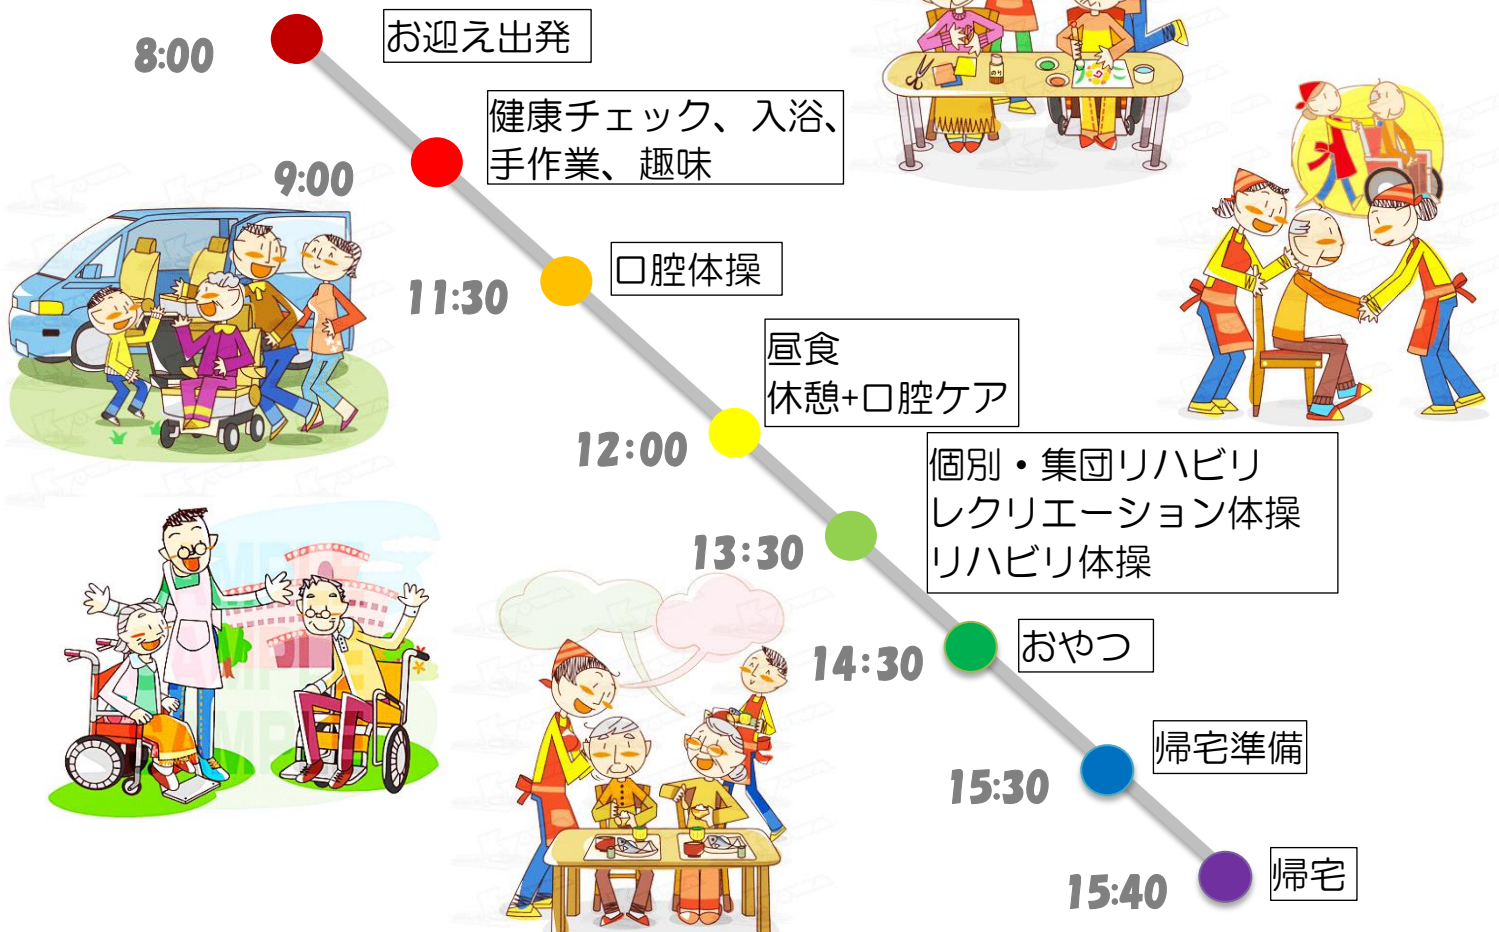 8:00
お迎え出発
9:00
健康チェック、入浴、
手作業、趣味
11:30
口腔体操
12:00
昼食
休憩+口腔ケア
13:30
個別・集団リハビリ
レクリエーション体操
リハビリ体操
14:30
おやつ
15:30
帰宅準備
15:40
帰宅
のり